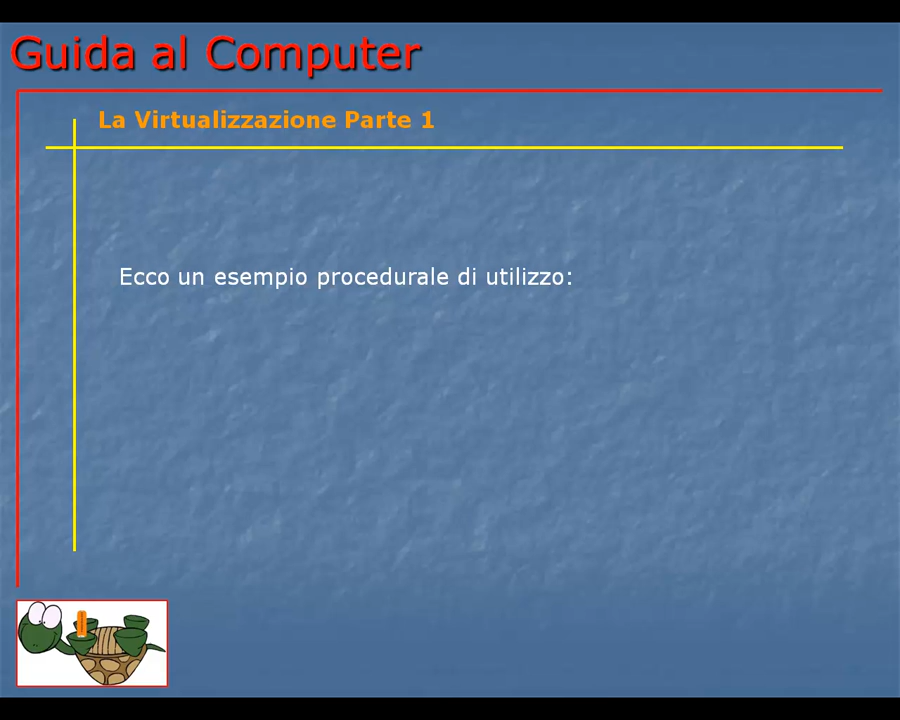 Guida al Computer
La Virtualizzazione Parte 1
Ecco un esempio procedurale di utilizzo: